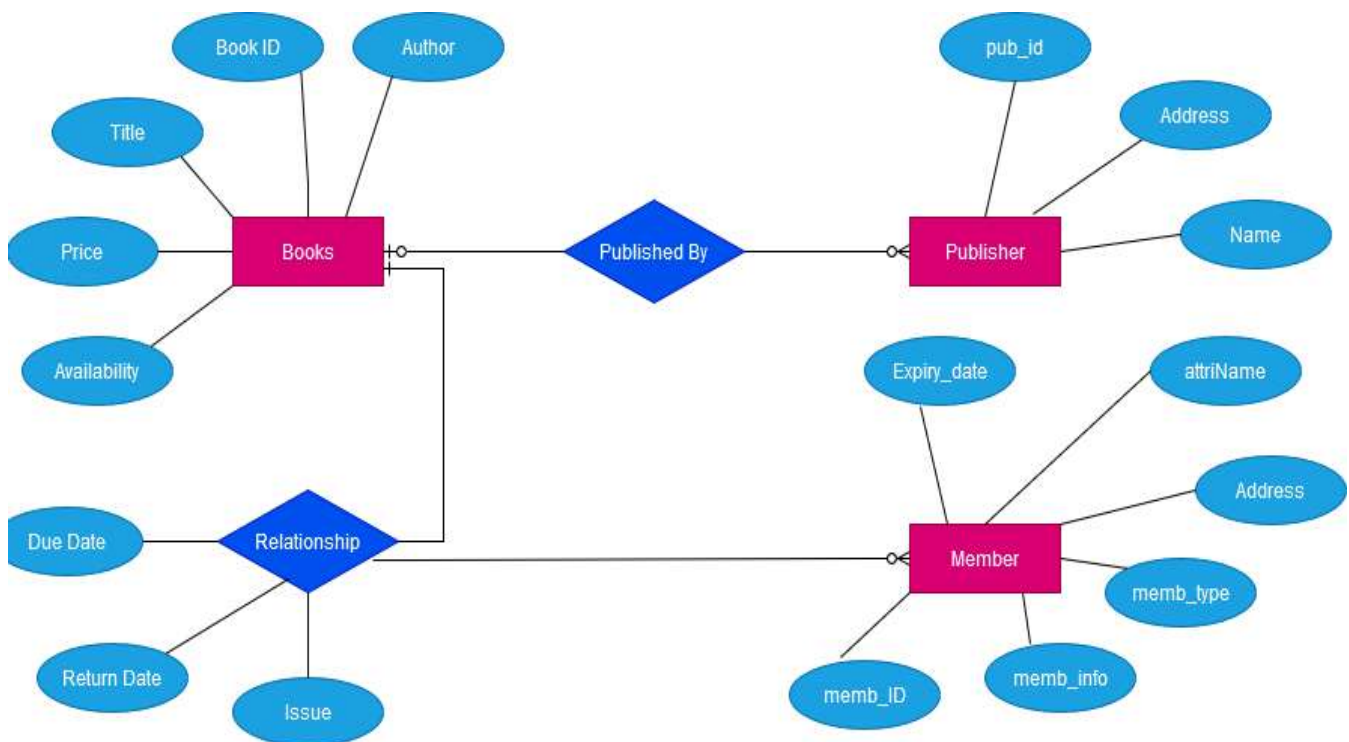 Book ID
Author
pub_id
Title
Address
Price
Books
Published By
Publisher
Name
Availability
Expiry_date
attriName
Due Date
Relationship
Member
Address
memb_type
Return Date
Issue
memb_ID
memb_info